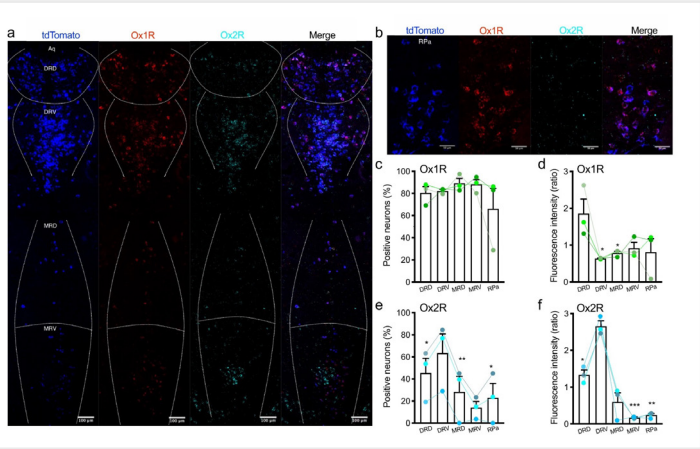 a
tdTomato Ox1R Ox2R Merge
Aq
DRD
DRV
MRD
MRV
100 µm 100 µm 100 µm 100 µm
b
tdTomato Ox1R Ox2R Merge
RPa
c Ox1R
Positive neurons (%)
100
80
60
40
20
0
DRD DRV MRD MRV RPa
d Ox1R
Fluorescence intensity (ratio)
3
2
1
0
* *
DRD DRV MRD MRV RPa
e Ox2R
Positive neurons (%)
100
80
60
40
20
0
* ** *
DRD DRV MRD MRV RPa
f Ox2R
Fluorescence intensity (ratio)
3
2
1
0
* *** **
DRD DRV MRD MRV RPa